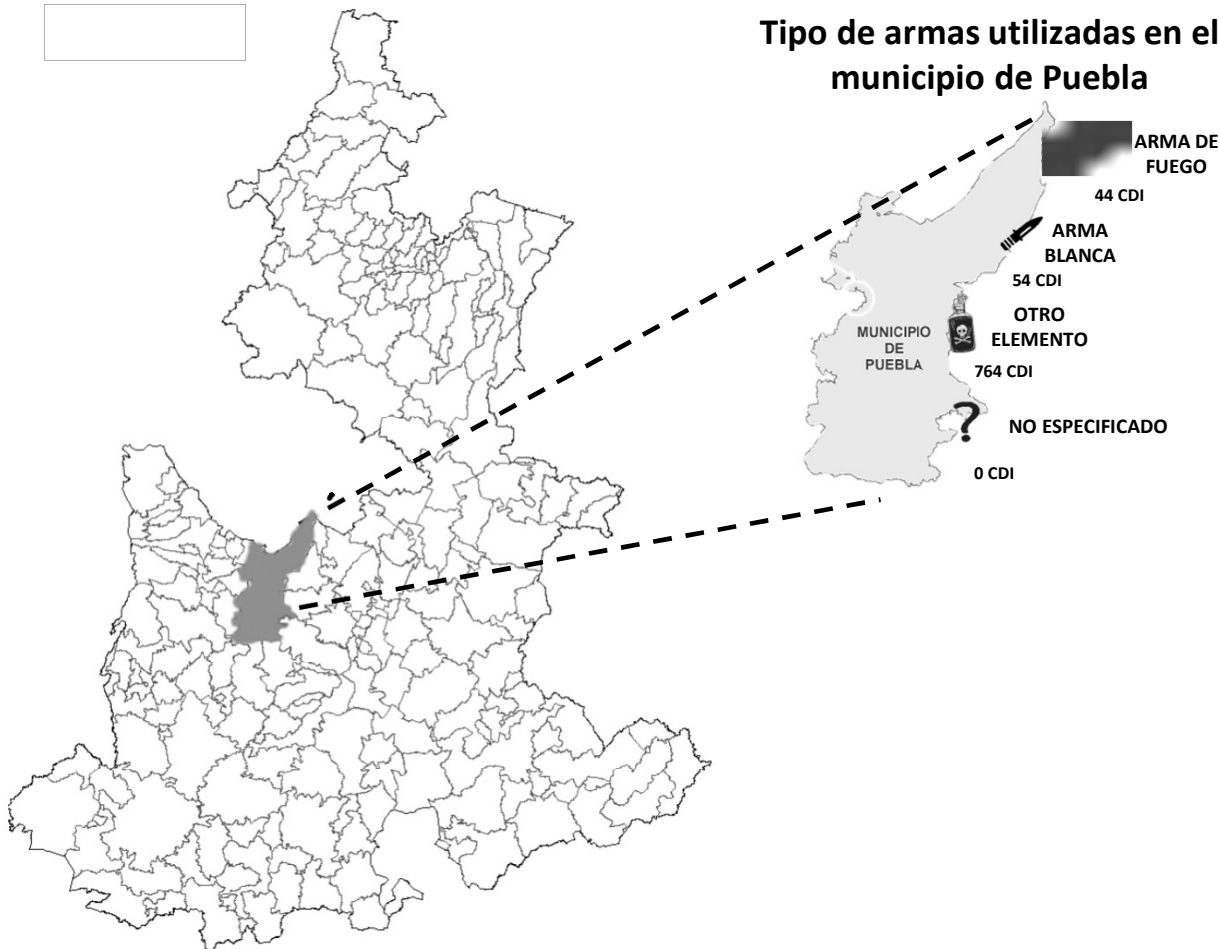 Tipo de armas utilizadas en el
municipio de Puebla
ARMA DE
FUEGO
44 CDI
ARMA
BLANCA
54 CDI
OTRO
ELEMENTO
764 CDI
MUNICIPIO
DE
PUEBLA
?
NO ESPECIFICADO
0 CDI